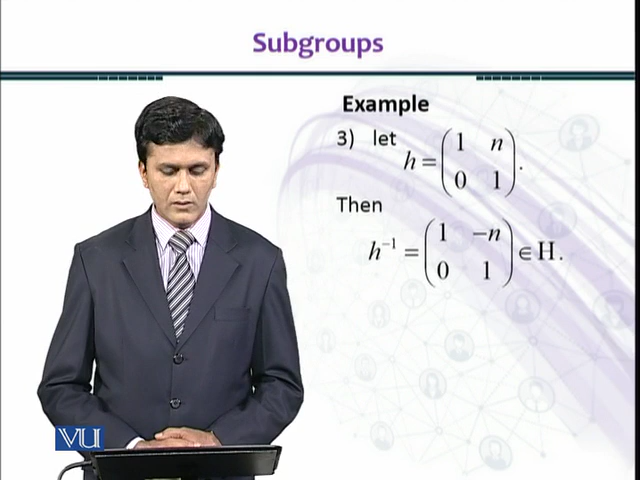 Subgroups
Example
3) let h = (1 n
0 1).
Then
h⁻¹ = (1 −n
0 1) ∈ H.
VU